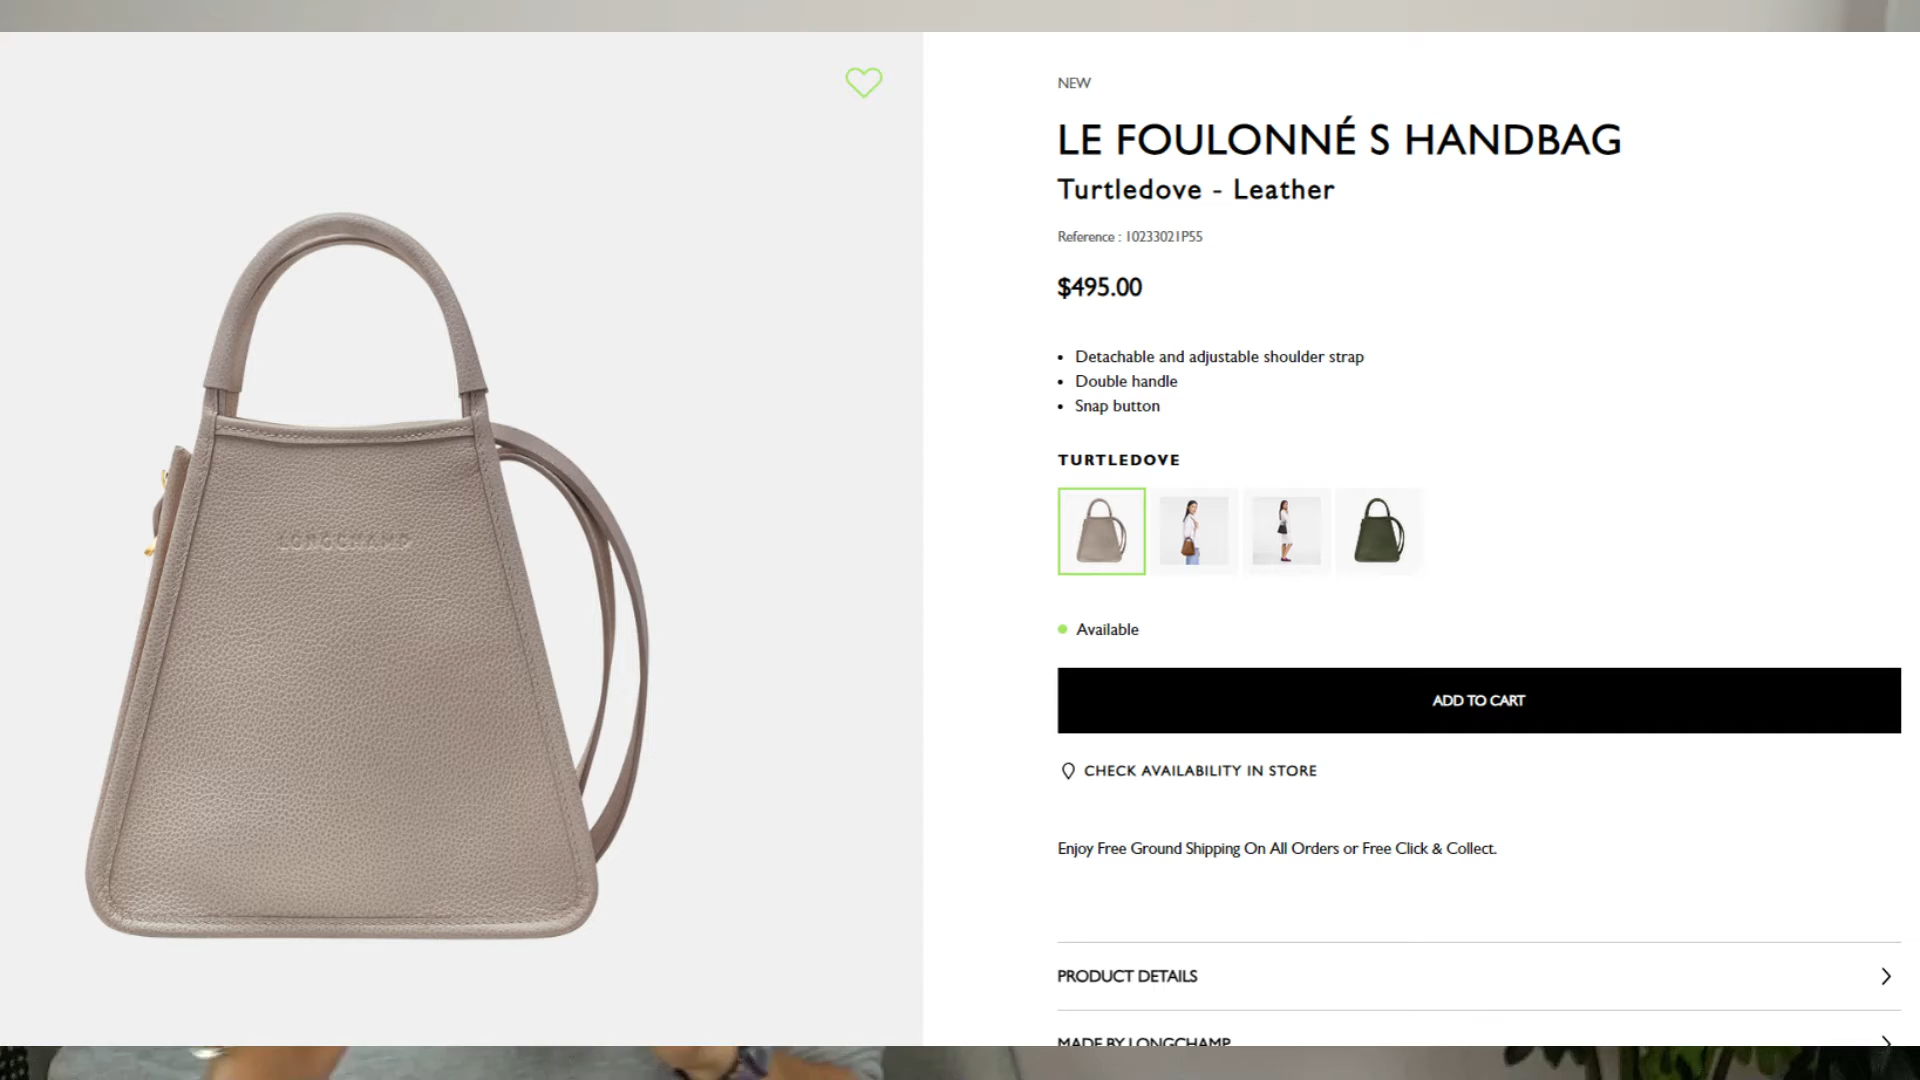 NEW
LE FOULONNÉ S HANDBAG
Turtledove - Leather
Reference : 10233021P55
$495.00
• Detachable and adjustable shoulder strap
• Double handle
• Snap button
TURTLEDOVE
Available
ADD TO CART
CHECK AVAILABILITY IN STORE
Enjoy Free Ground Shipping On All Orders or Free Click & Collect.
PRODUCT DETAILS
MADE BY LONGCHAMP
LONGCHAMP